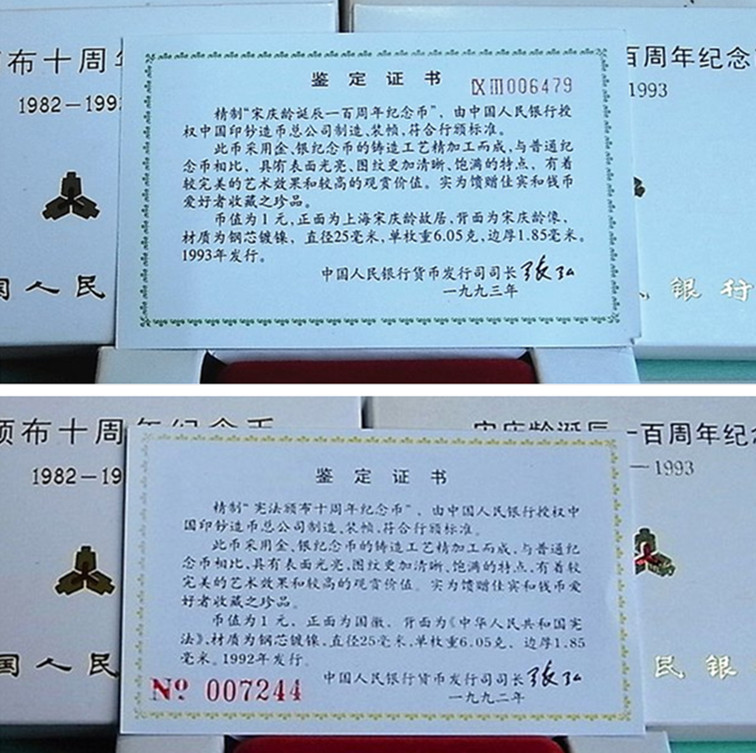 布十周年
1982－199
国人民
百周年纪念
1993
银行
鉴定证书
IXIII006479
精制“宋庆龄诞辰一百周年纪念币”，由中国人民银行授
权中国印钞造币总公司制造、装帧，符合行颁标准。
此币采用金、银纪念币的铸造工艺精加工而成，与普通纪
念币相比，具有表面光亮、图纹更加清晰、饱满的特点，有着
较完美的艺术效果和较高的观赏价值。实为馈赠佳宾和钱币
爱好者收藏之珍品。
币值为1元，正面为上海宋庆龄故居，背面为宋庆龄像，
材质为钢芯镀镍，直径25毫米，单枚重6.05克，边厚1.85毫米。
1993年发行。
中国人民银行货币发行司司长 张弘
一九九三年
颁布十周年纪念币
1982－19
国人民
宋庆龄诞辰一百周年纪
—1993
民银
鉴定证书
精制“宪法颁布十周年纪念币”，由中国人民银行授权中
国印钞造币总公司制造、装帧，符合行颁标准。
此币采用金、银纪念币的铸造工艺精加工而成，与普通纪
念币相比，具有表面光亮、图纹更加清晰、饱满的特点，有着较
完美的艺术效果和较高的观赏价值。实为馈赠佳宾和钱币爱
好者收藏之珍品。
币值为1元，正面为国徽，背面为《中华人民共和国宪
法》，材质为钢芯镀镍，直径25毫米，单枚重6.05克，边厚1.85
毫米。1992年发行。
中国人民银行货币发行司司长 张弘
一九九二年
Nº 007244